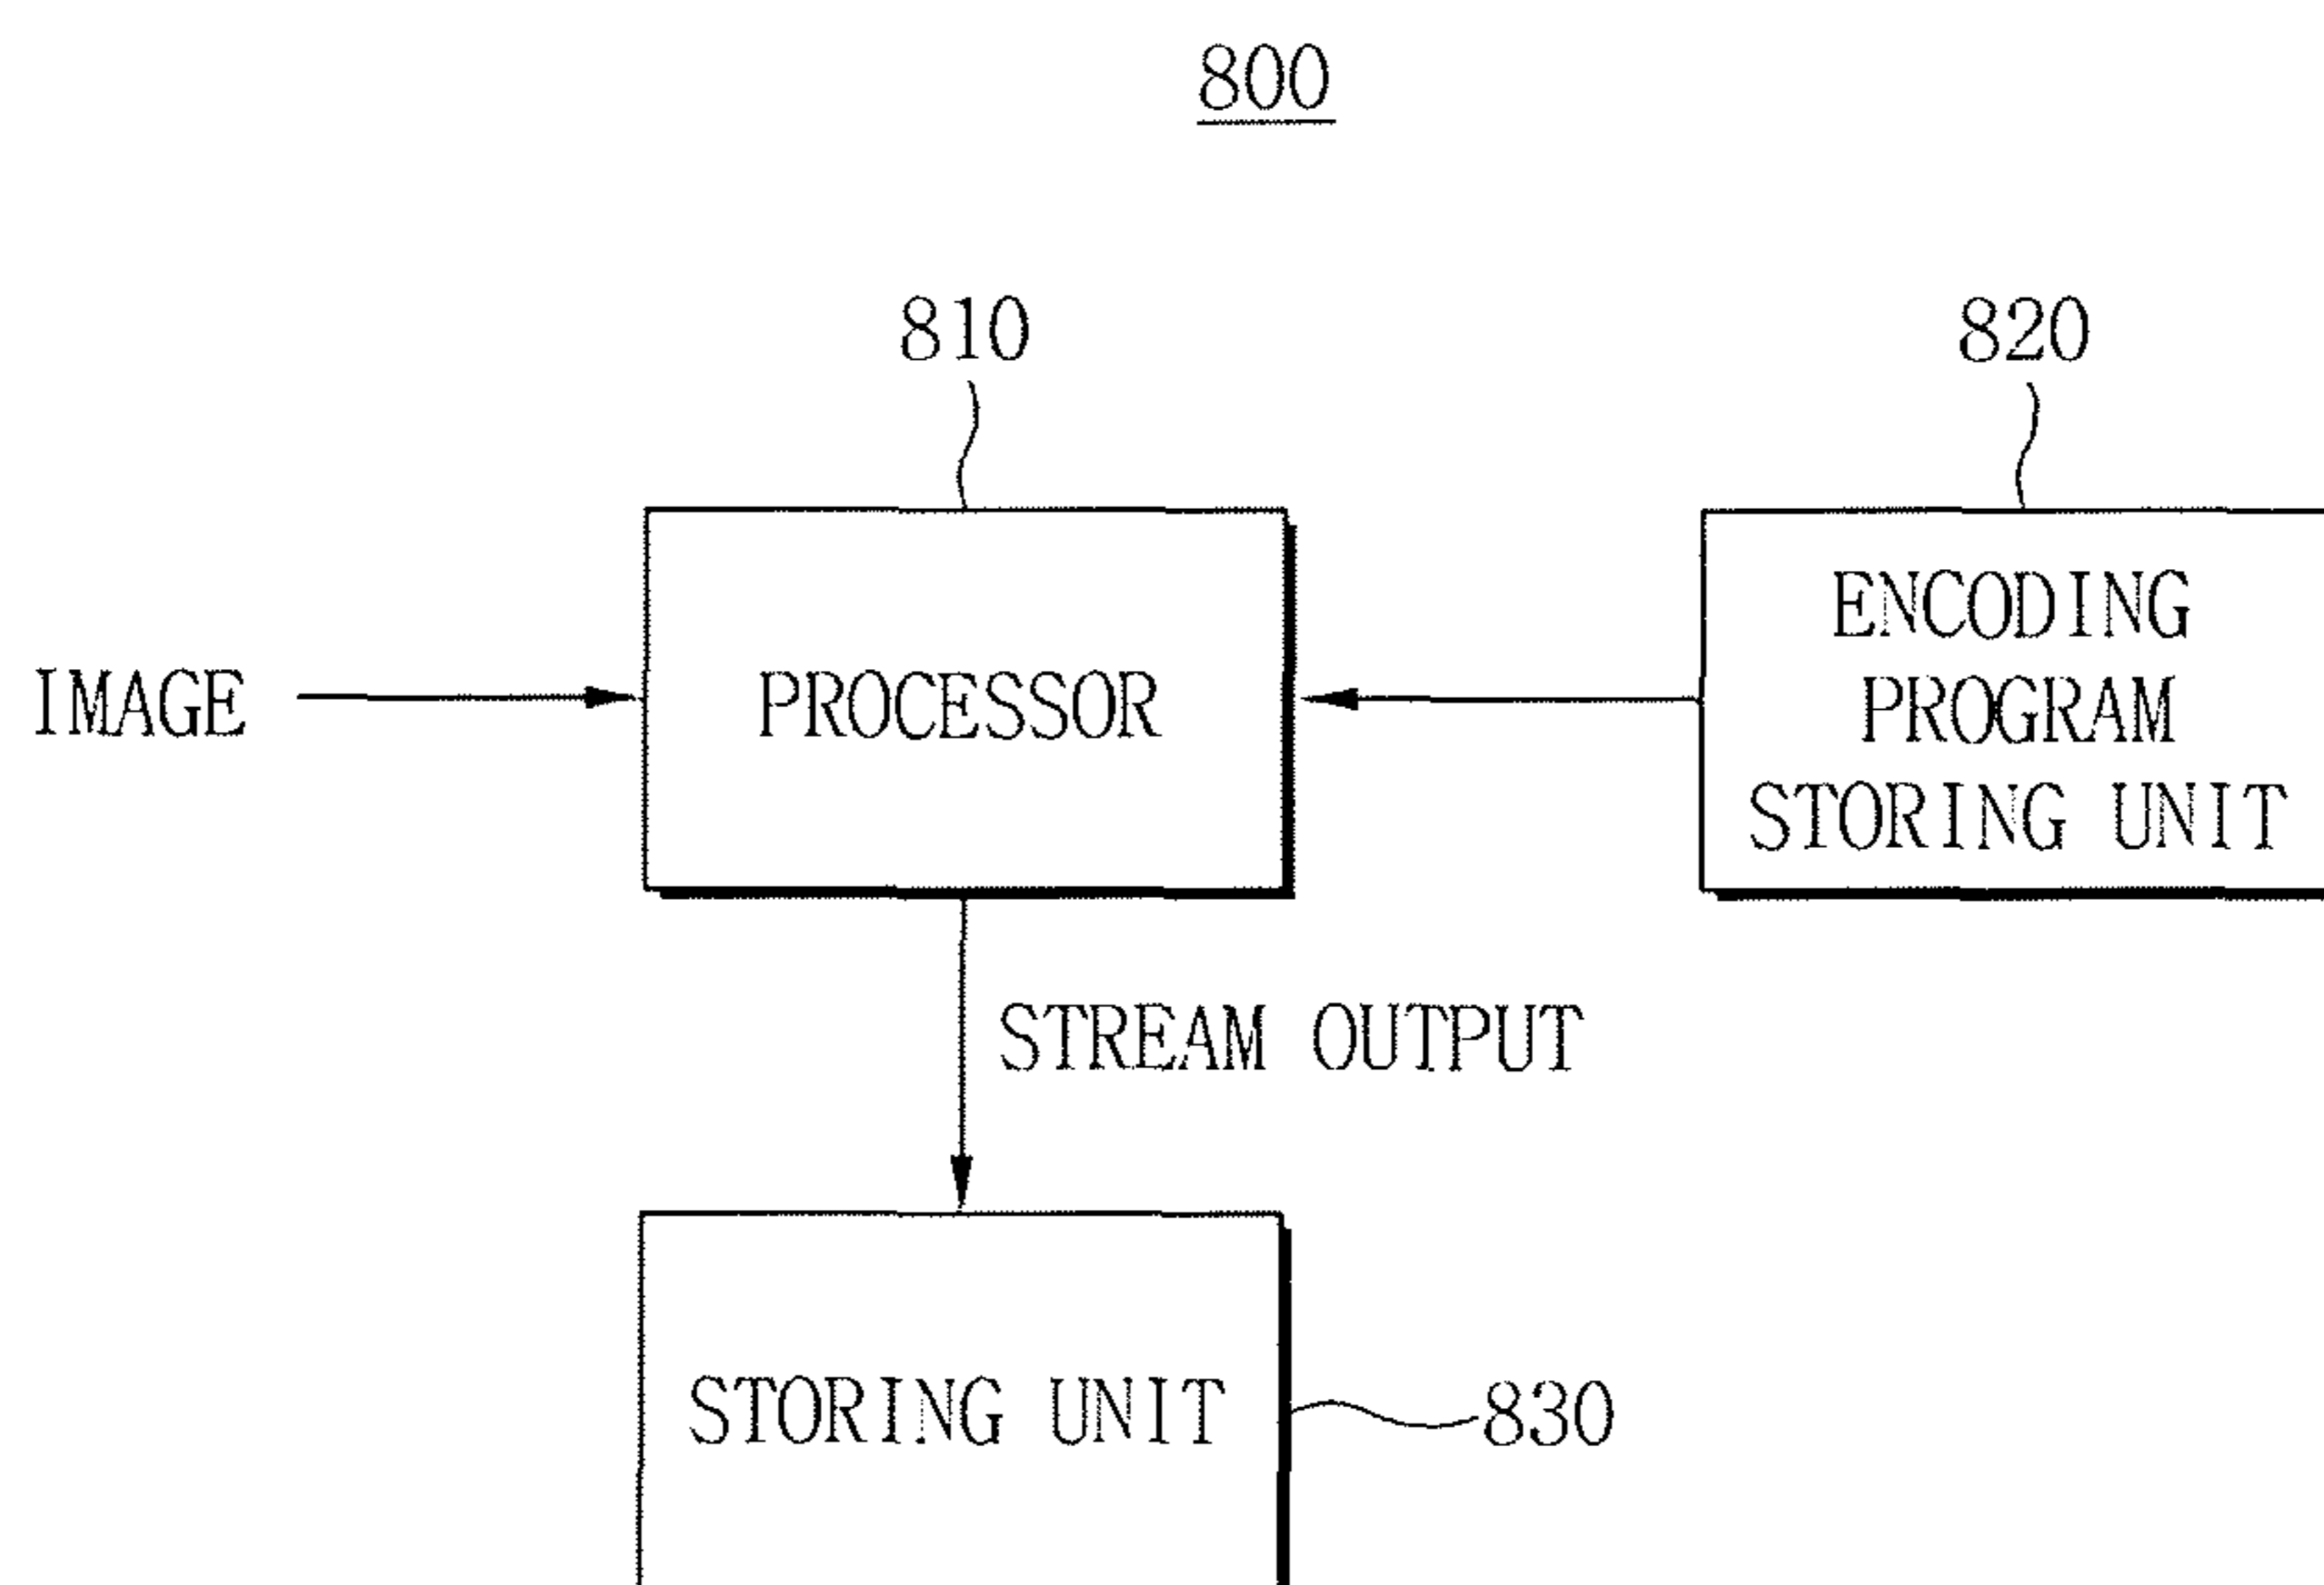 800
810
820
IMAGE
PROCESSOR
ENCODING
PROGRAM
STORING UNIT
STREAM OUTPUT
STORING UNIT
830